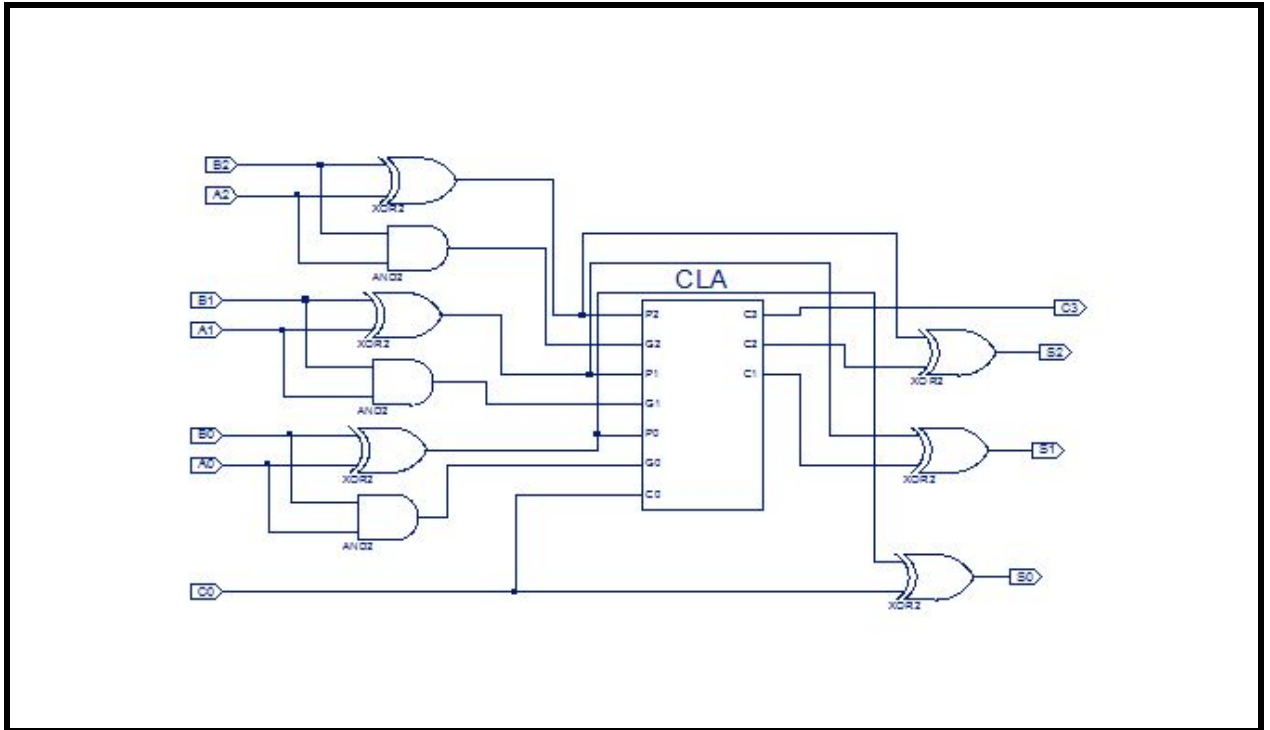 B2
A2
XOR2
AND2
B1
A1
XOR2
AND2
B0
A0
XOR2
AND2
C0
CLA
P2
G2
P1
G1
P0
G0
C0
C3
C2
C1
C3
S2
XOR2
S1
XOR2
S0
XOR2